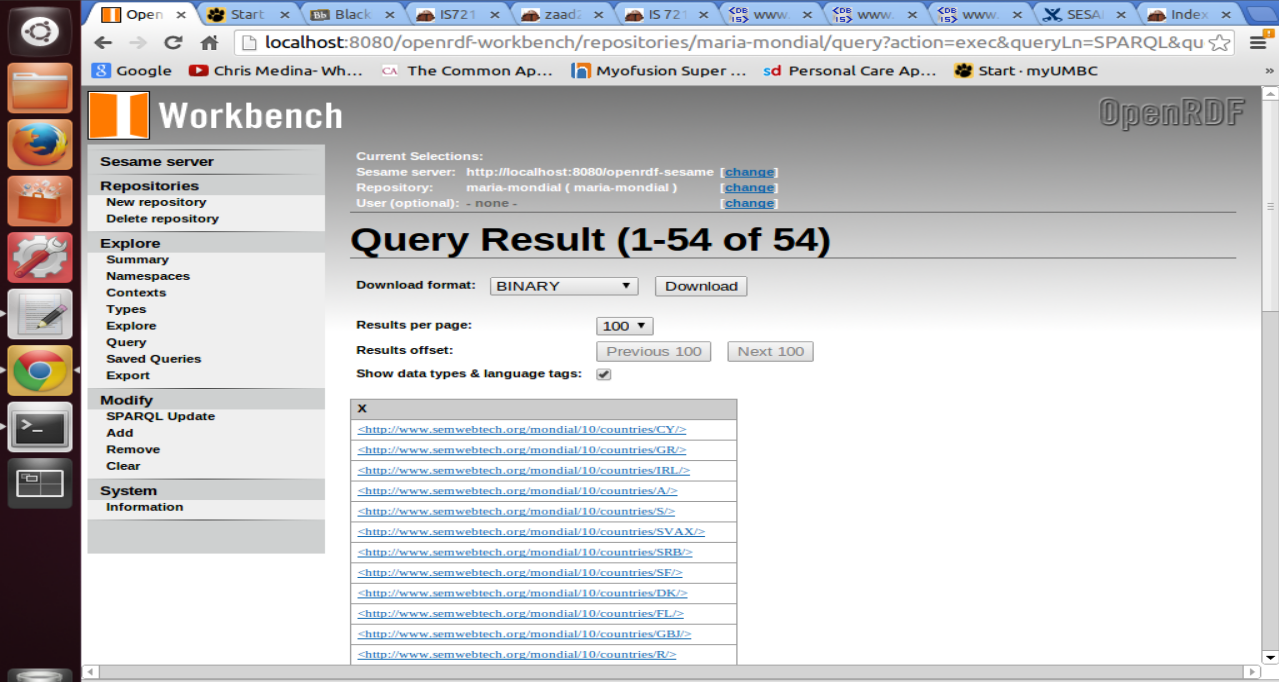 Open
Start
Bb Black
IS721
zaad2
IS 721
www.
www.
www.
SESAI
Index
localhost:8080/openrdf-workbench/repositories/maria-mondial/query?action=exec&queryLn=SPARQL&qu
Google
Chris Medina- Wh...
CA The Common Ap...
Myofusion Super ...
sd Personal Care Ap...
Start · myUMBC
»
Workbench
OpenRDF
Sesame server
Repositories
New repository
Delete repository
Explore
Summary
Namespaces
Contexts
Types
Explore
Query
Saved Queries
Export
Modify
SPARQL Update
Add
Remove
Clear
System
Information
Current Selections:
Sesame server: http://localhost:8080/openrdf-sesame [change]
Repository: maria-mondial ( maria-mondial ) [change]
User (optional): - none - [change]
Query Result (1-54 of 54)
Download format: BINARY Download
Results per page: 100
Results offset: Previous 100 Next 100
Show data types & language tags:
X
<http://www.semwebtech.org/mondial/10/countries/CY/>
<http://www.semwebtech.org/mondial/10/countries/GR/>
<http://www.semwebtech.org/mondial/10/countries/IRL/>
<http://www.semwebtech.org/mondial/10/countries/A/>
<http://www.semwebtech.org/mondial/10/countries/S/>
<http://www.semwebtech.org/mondial/10/countries/SVAX/>
<http://www.semwebtech.org/mondial/10/countries/SRB/>
<http://www.semwebtech.org/mondial/10/countries/SF/>
<http://www.semwebtech.org/mondial/10/countries/DK/>
<http://www.semwebtech.org/mondial/10/countries/FL/>
<http://www.semwebtech.org/mondial/10/countries/GBJ/>
<http://www.semwebtech.org/mondial/10/countries/R/>